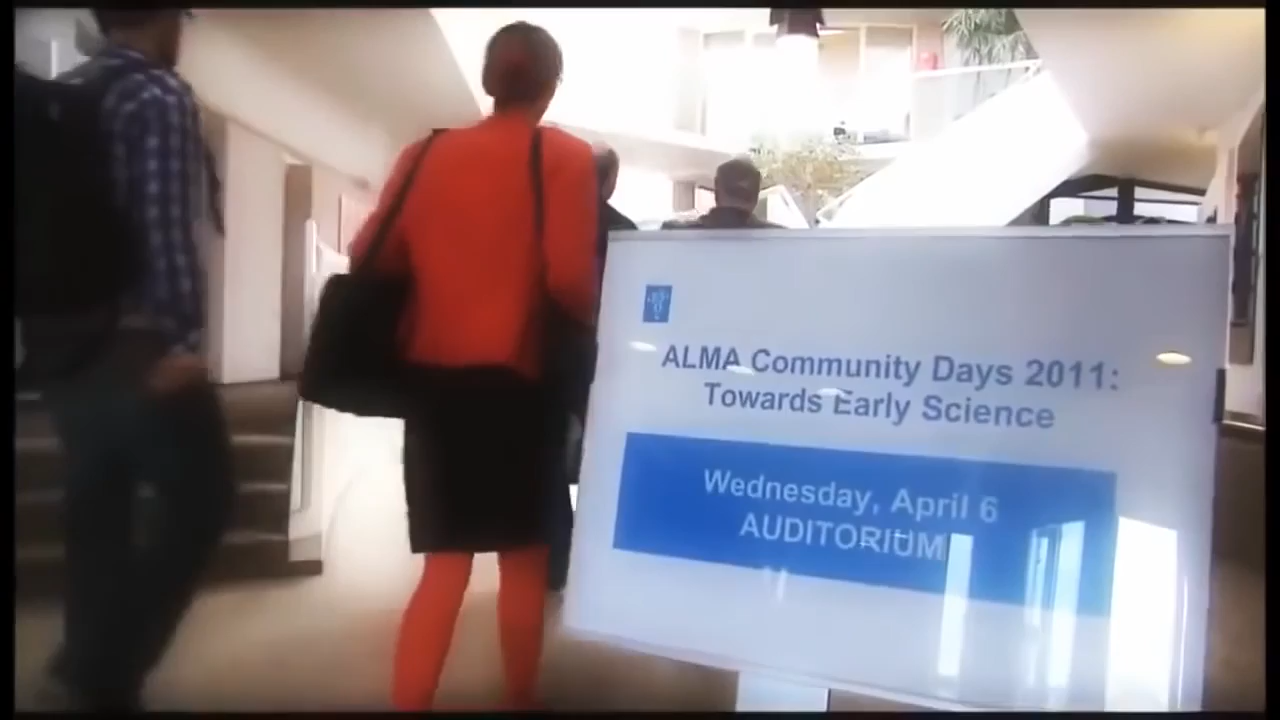 ALMA Community Days 2011:
Towards Early Science
Wednesday, April 6
AUDITORIUM